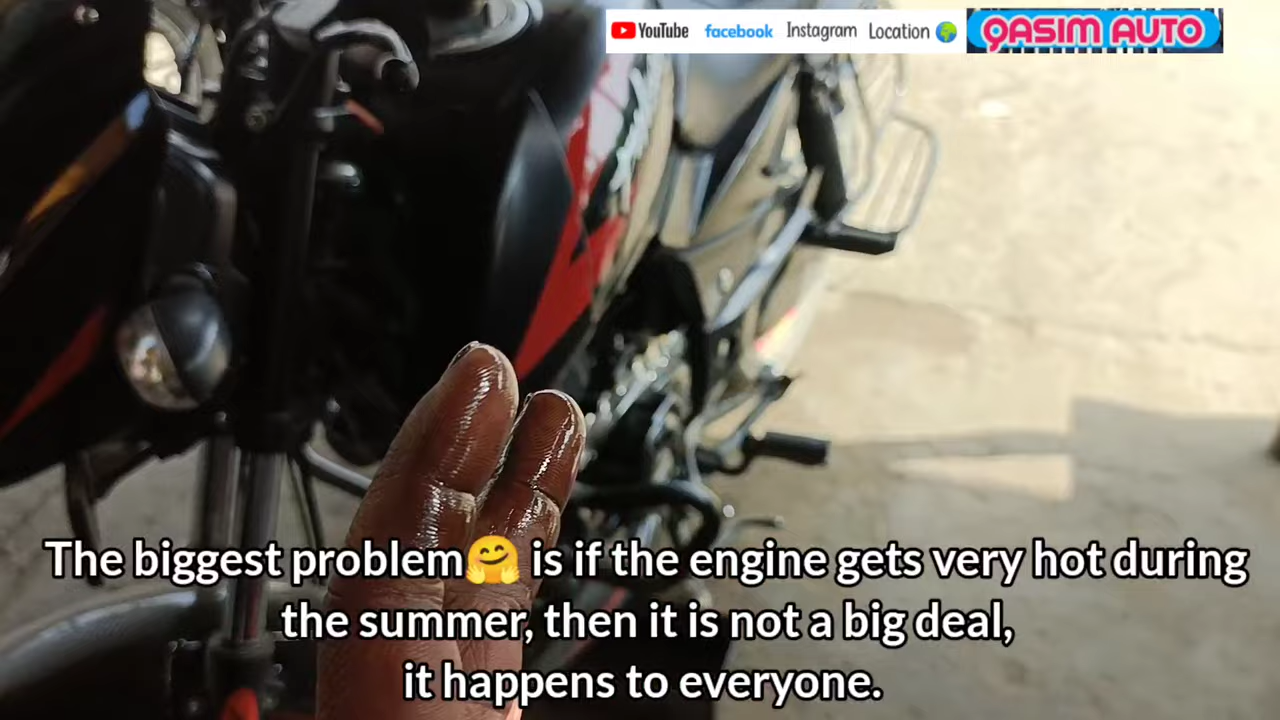 YouTube facebook Instagram Location QASIM AUTO
The biggest problem🤗 is if the engine gets very hot during
the summer, then it is not a big deal,
it happens to everyone.